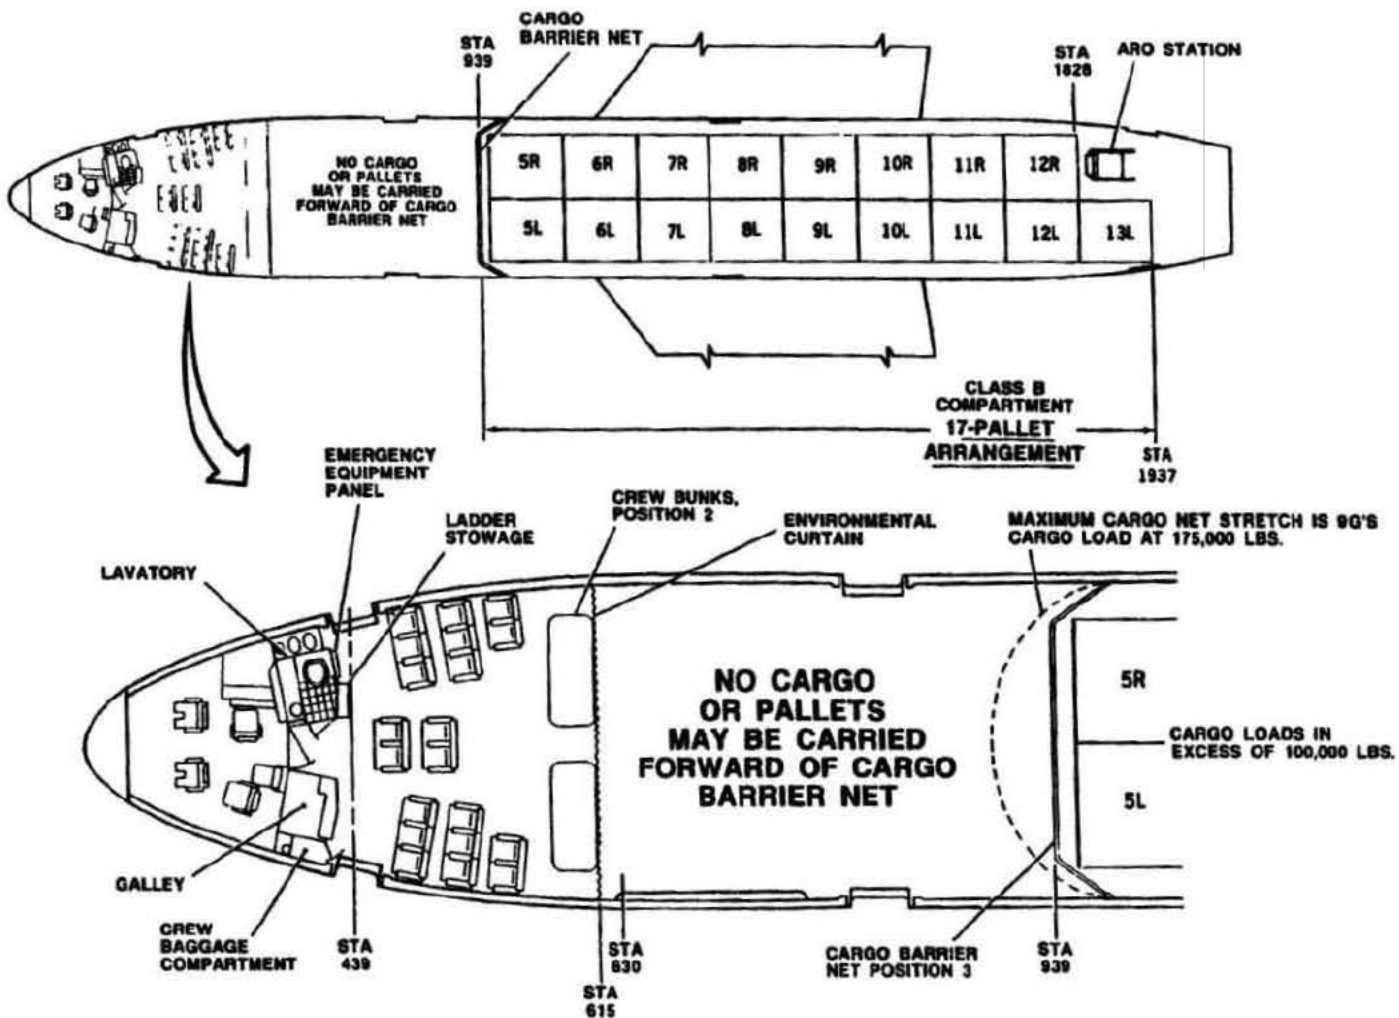 CARGO
BARRIER NET
STA
939
STA
1828
ARO STATION
NO CARGO
OR PALLETS
MAY BE CARRIED
FORWARD OF CARGO
BARRIER NET
5R 6R 7R 8R 9R 10R 11R 12R
5L 6L 7L 8L 9L 10L 11L 12L 13L
CLASS B
COMPARTMENT
17-PALLET
ARRANGEMENT
STA
1937
EMERGENCY
EQUIPMENT
PANEL
LADDER
STOWAGE
CREW BUNKS,
POSITION 2
ENVIRONMENTAL
CURTAIN
MAXIMUM CARGO NET STRETCH IS 9G'S
CARGO LOAD AT 175,000 LBS.
LAVATORY
NO CARGO
OR PALLETS
MAY BE CARRIED
FORWARD OF CARGO
BARRIER NET
5R
CARGO LOADS IN
EXCESS OF 100,000 LBS.
5L
GALLEY
CREW
BAGGAGE
COMPARTMENT
STA
439
STA
615
STA
630
CARGO BARRIER
NET POSITION 3
STA
939